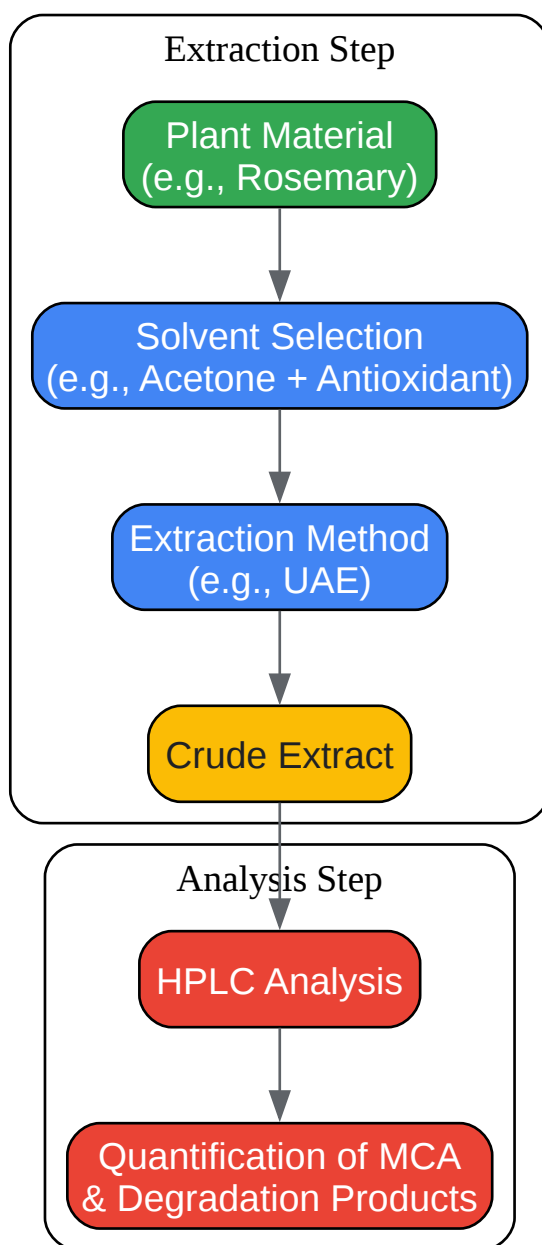 Extraction Step
Plant Material
(e.g., Rosemary)
Solvent Selection
(e.g., Acetone + Antioxidant)
Extraction Method
(e.g., UAE)
Crude Extract
Analysis Step
HPLC Analysis
Quantification of MCA
& Degradation Products